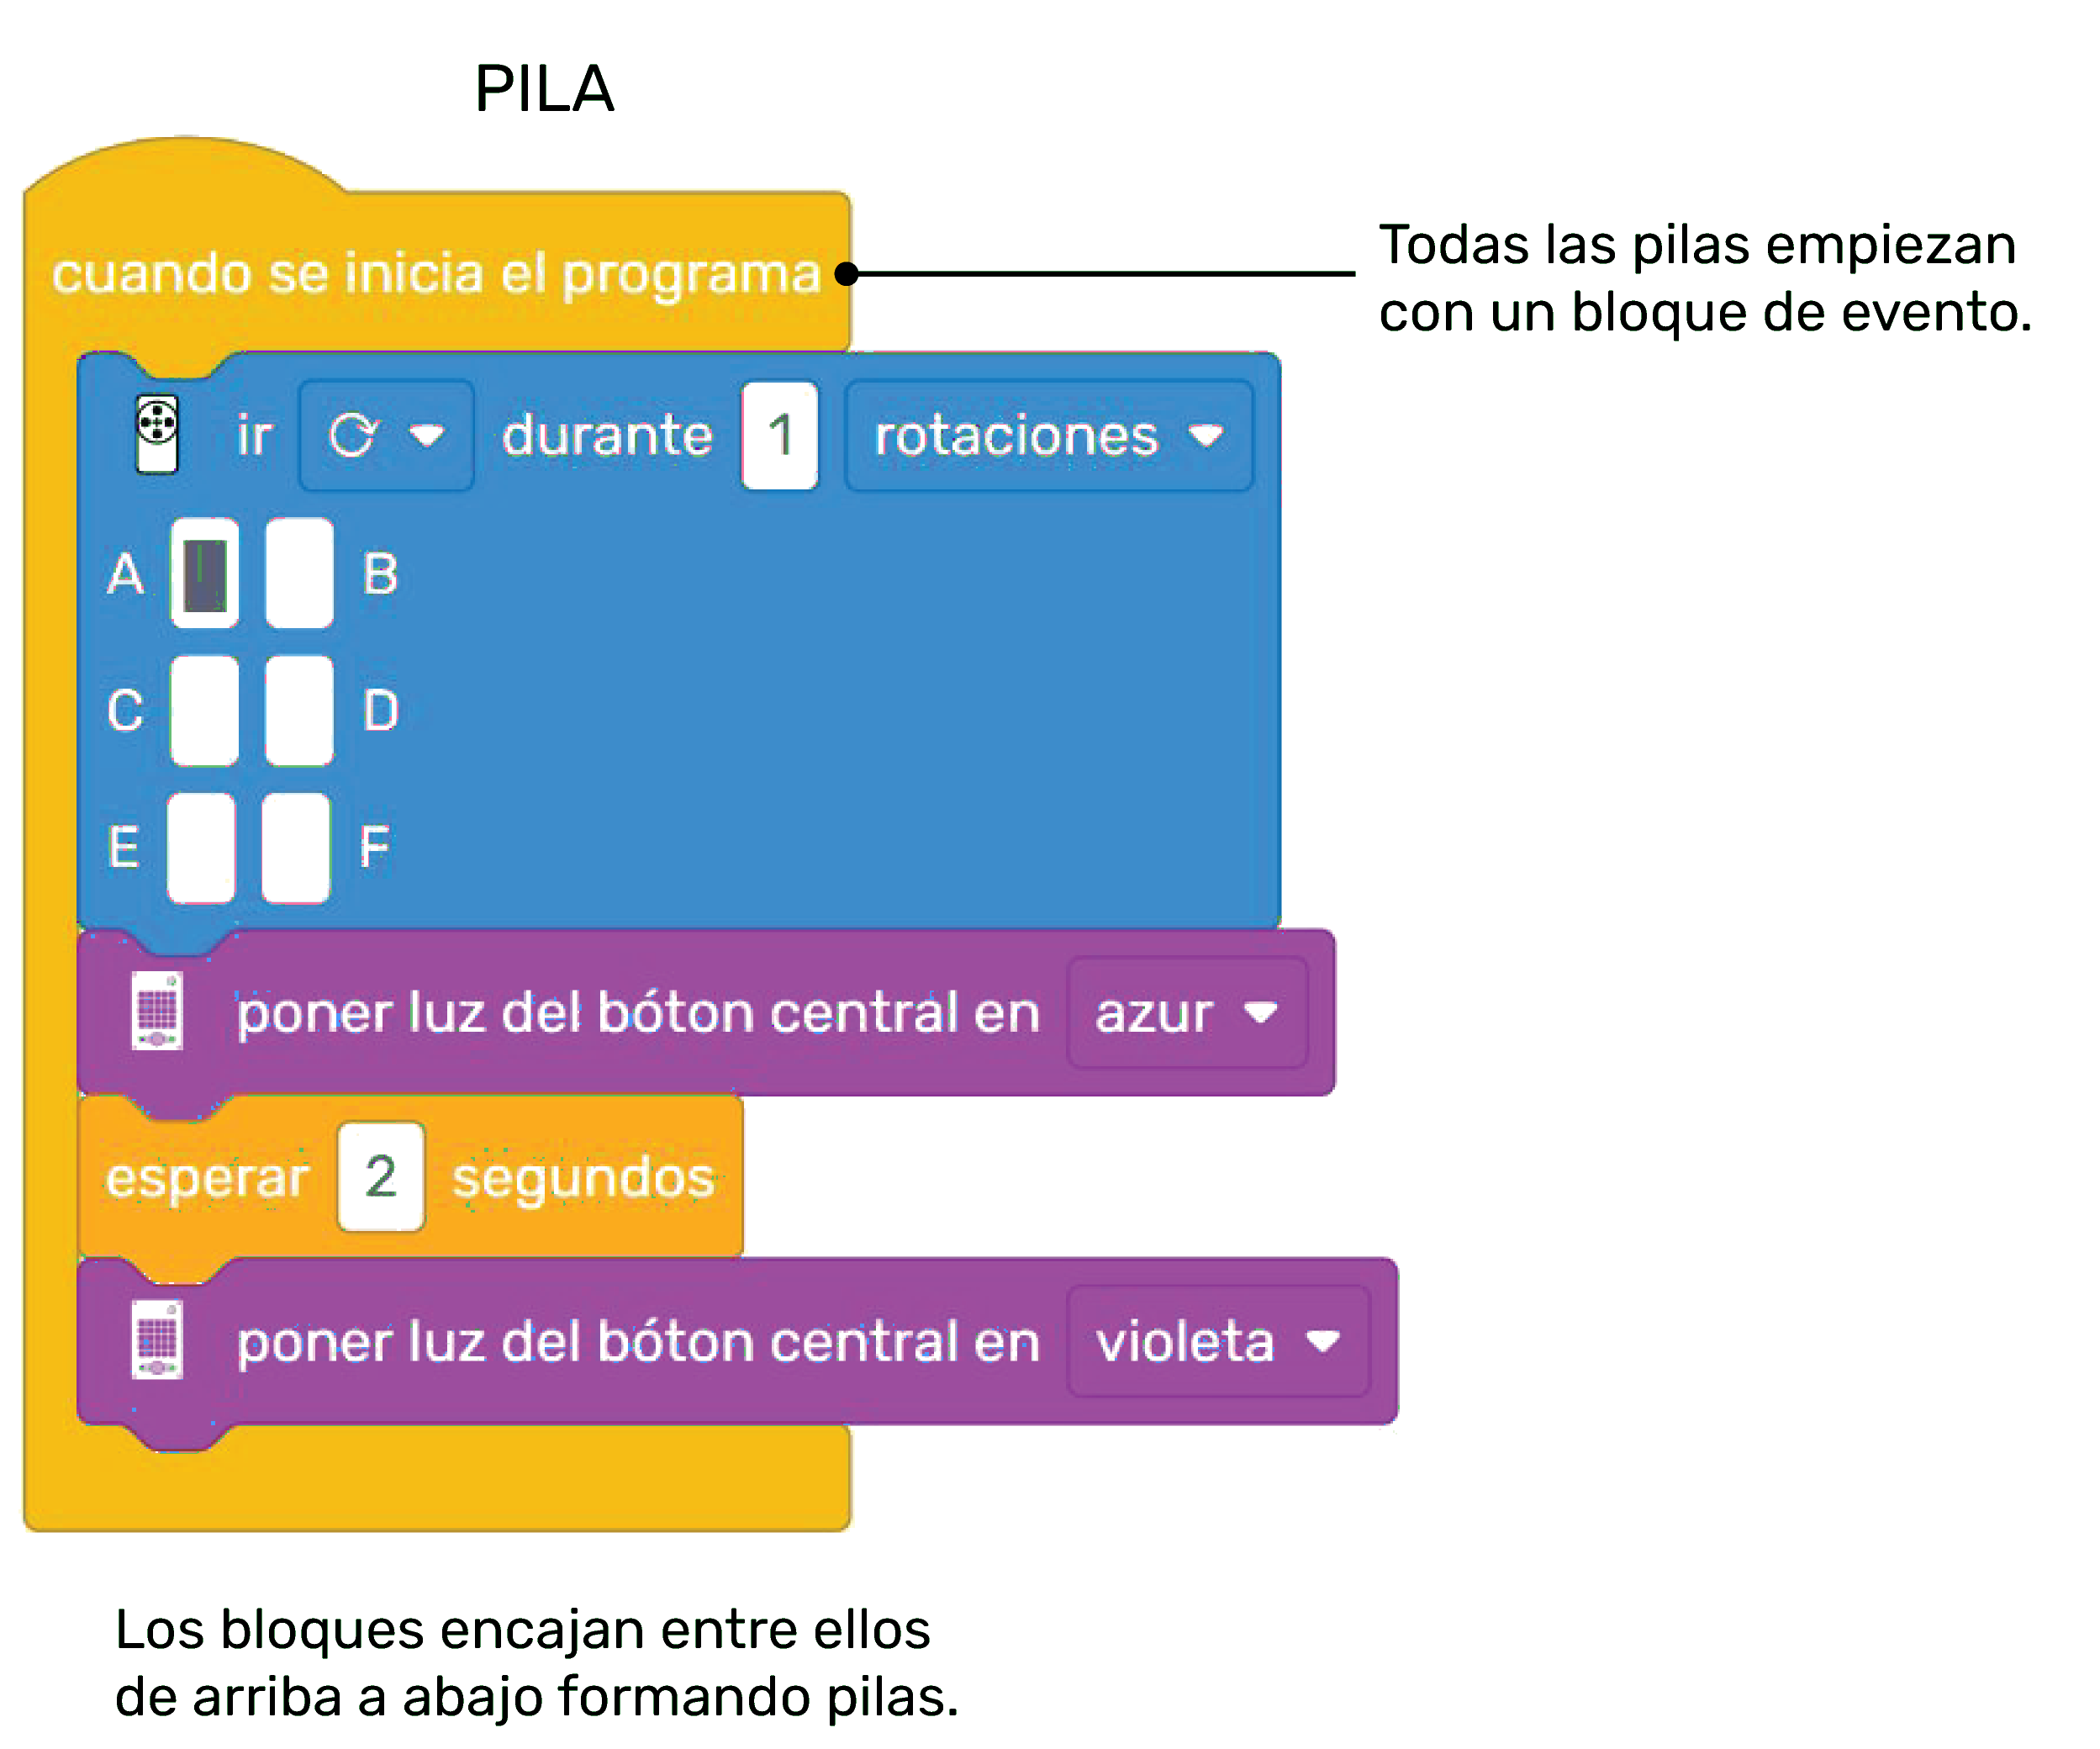 PILA
cuando se inicia el programa
Todas las pilas empiezan
con un bloque de evento.
ir durante 1 rotaciones
A B
C D
E F
poner luz del bóton central en azur
esperar 2 segundos
poner luz del bóton central en violeta
Los bloques encajan entre ellos
de arriba a abajo formando pilas.